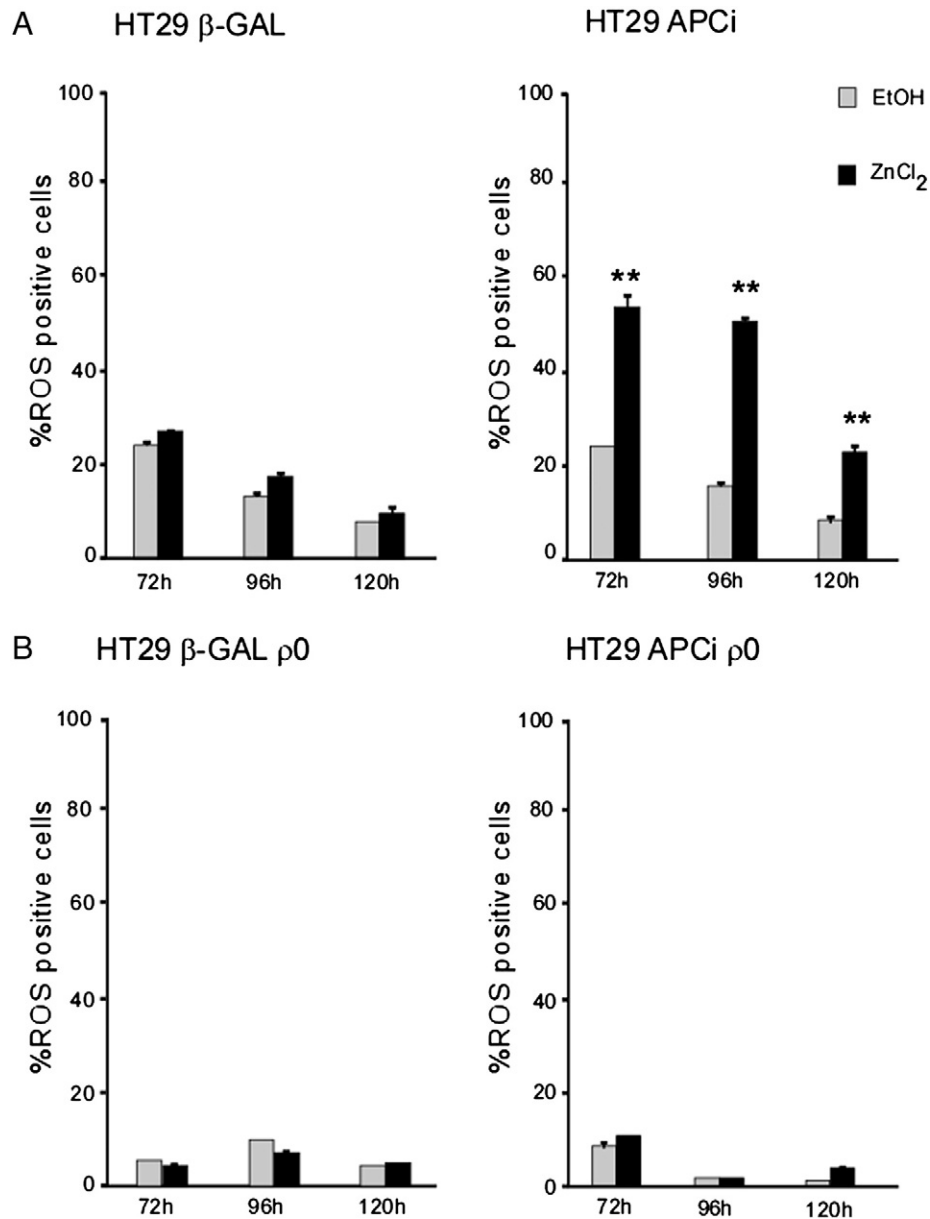 A
HT29 β-GAL
HT29 APCi
%ROS positive cells
100
80
60
40
20
0
72h
96h
120h
%ROS positive cells
100
80
60
40
20
0
**
**
**
72h
96h
120h
EtOH
ZnCl2
B
HT29 β-GAL ρ0
HT29 APCi ρ0
%ROS positive cells
100
80
60
40
20
0
72h
96h
120h
%ROS positive cells
100
80
60
40
20
0
72h
96h
120h